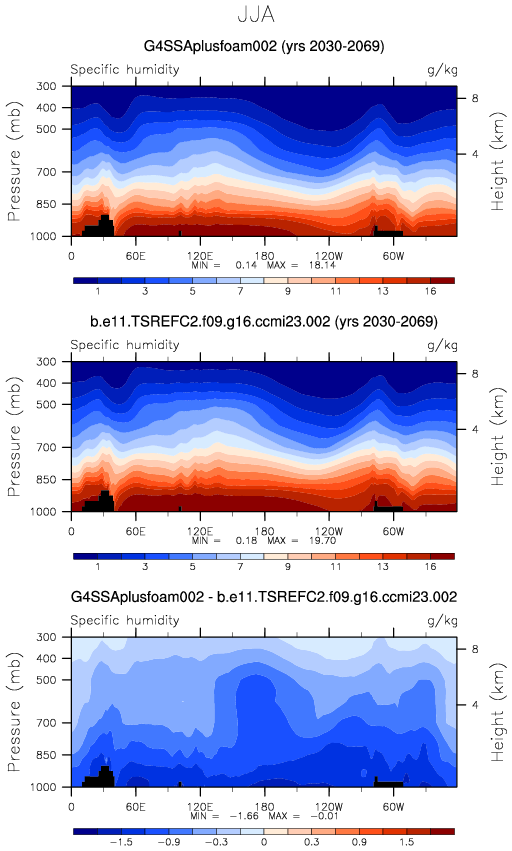 JJA
G4SSAplusfoam002 (yrs 2030-2069)
Specific humidity g/kg
300
500
700
850
1000
Pressure (mb)
8
4
Height (km)
0 60E 120E 180 120W 60W
MIN = 0.14 MAX = 18.14
1 3 5 7 9 11 13 16
b.e11.TSREFC2.f09.g16.ccmi23.002 (yrs 2030-2069)
Specific humidity g/kg
300
500
700
850
1000
Pressure (mb)
8
4
Height (km)
0 60E 120E 180 120W 60W
MIN = 0.18 MAX = 19.70
1 3 5 7 9 11 13 16
G4SSAplusfoam002 - b.e11.TSREFC2.f09.g16.ccmi23.002
Specific humidity g/kg
300
500
700
850
1000
Pressure (mb)
8
4
Height (km)
0 60E 120E 180 120W 60W
MIN = -1.66 MAX = -0.01
-1.5 -0.9 -0.3 0 0.3 0.9 1.5